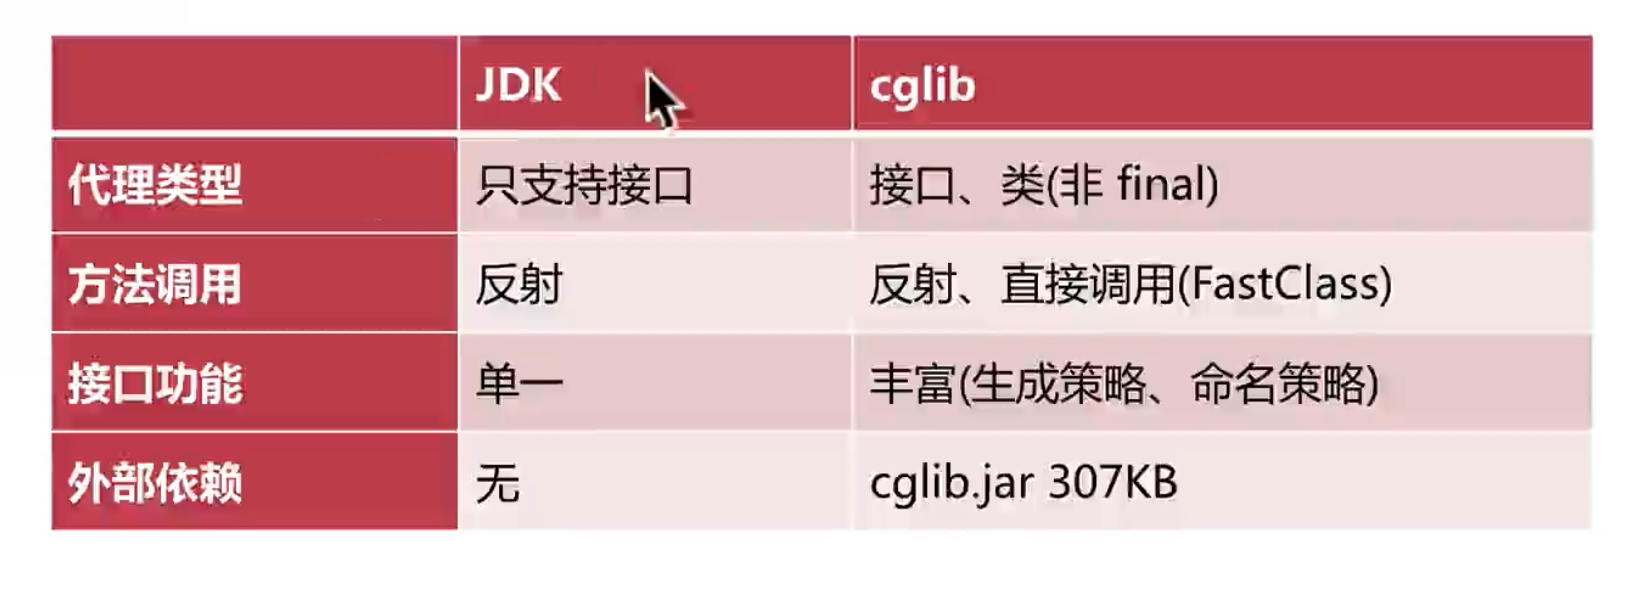 JDK cglib
代理类型 只支持接口 接口、类(非 final)
方法调用 反射 反射、直接调用(FastClass)
接口功能 单一 丰富(生成策略、命名策略)
外部依赖 无 cglib.jar 307KB